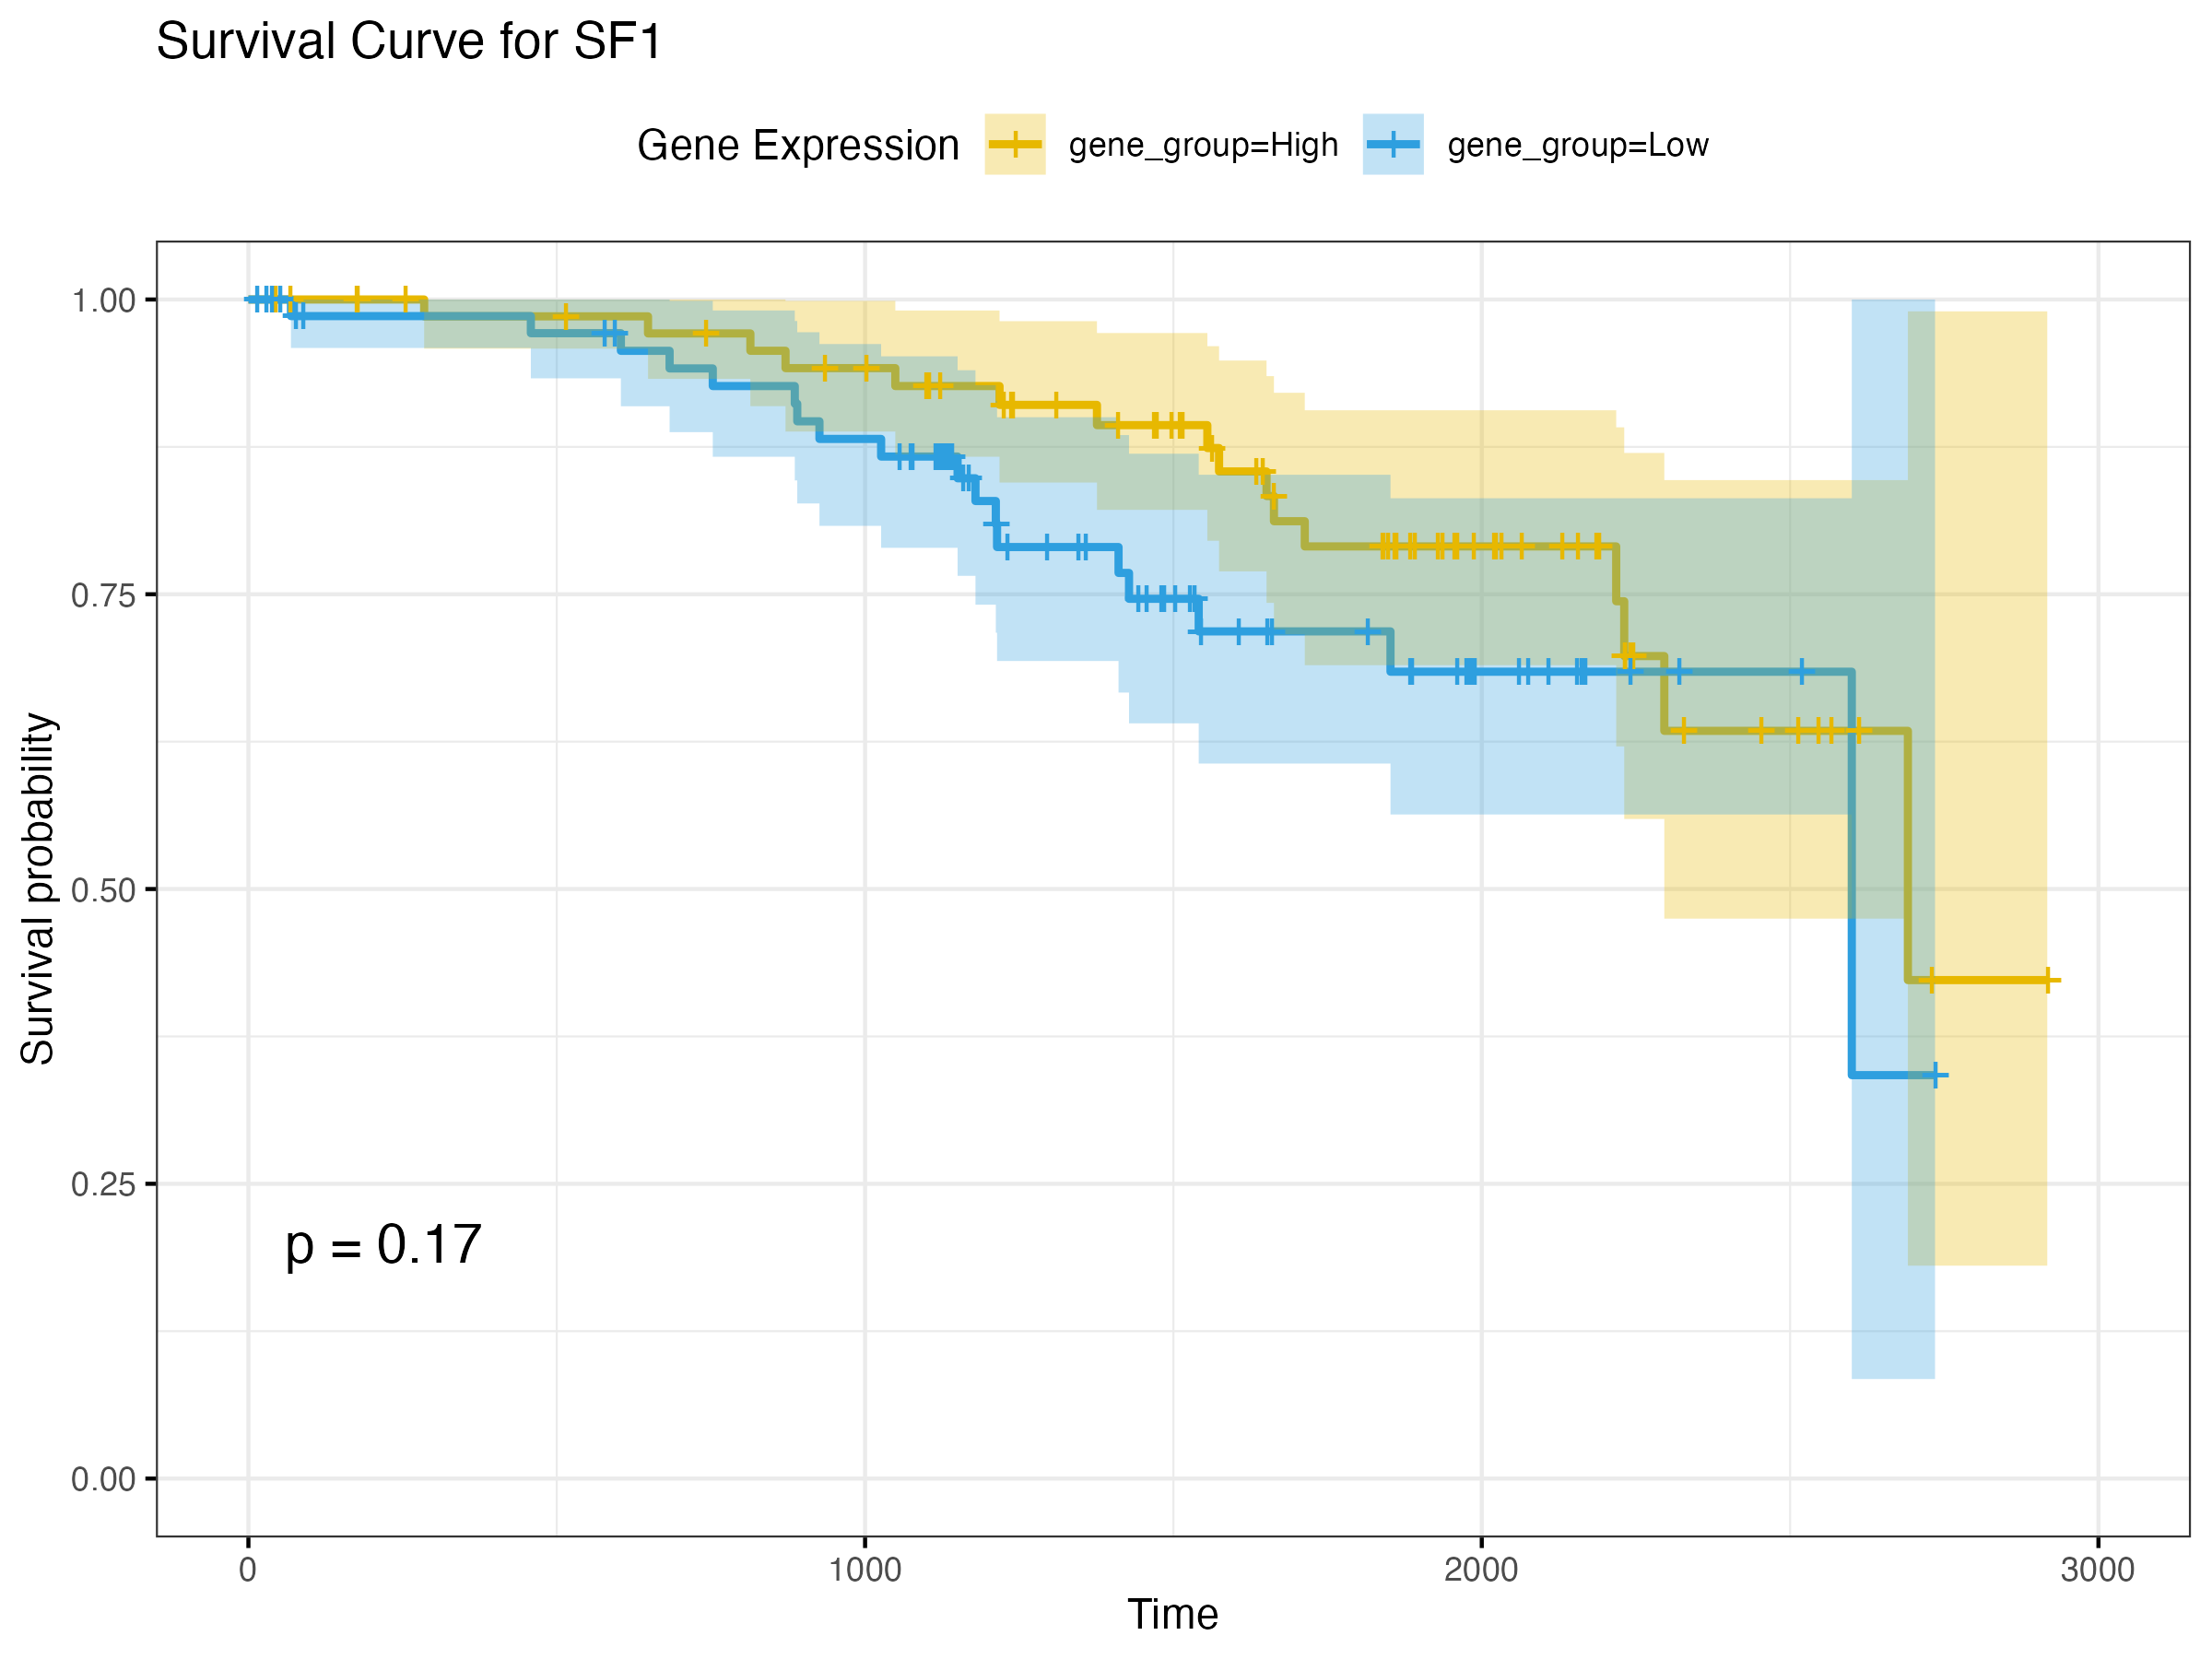 Survival Curve for SF1
Gene Expression gene_group=High gene_group=Low
1.00
0.75
0.50
0.25
0.00
Survival probability
p = 0.17
0 1000 2000 3000
Time